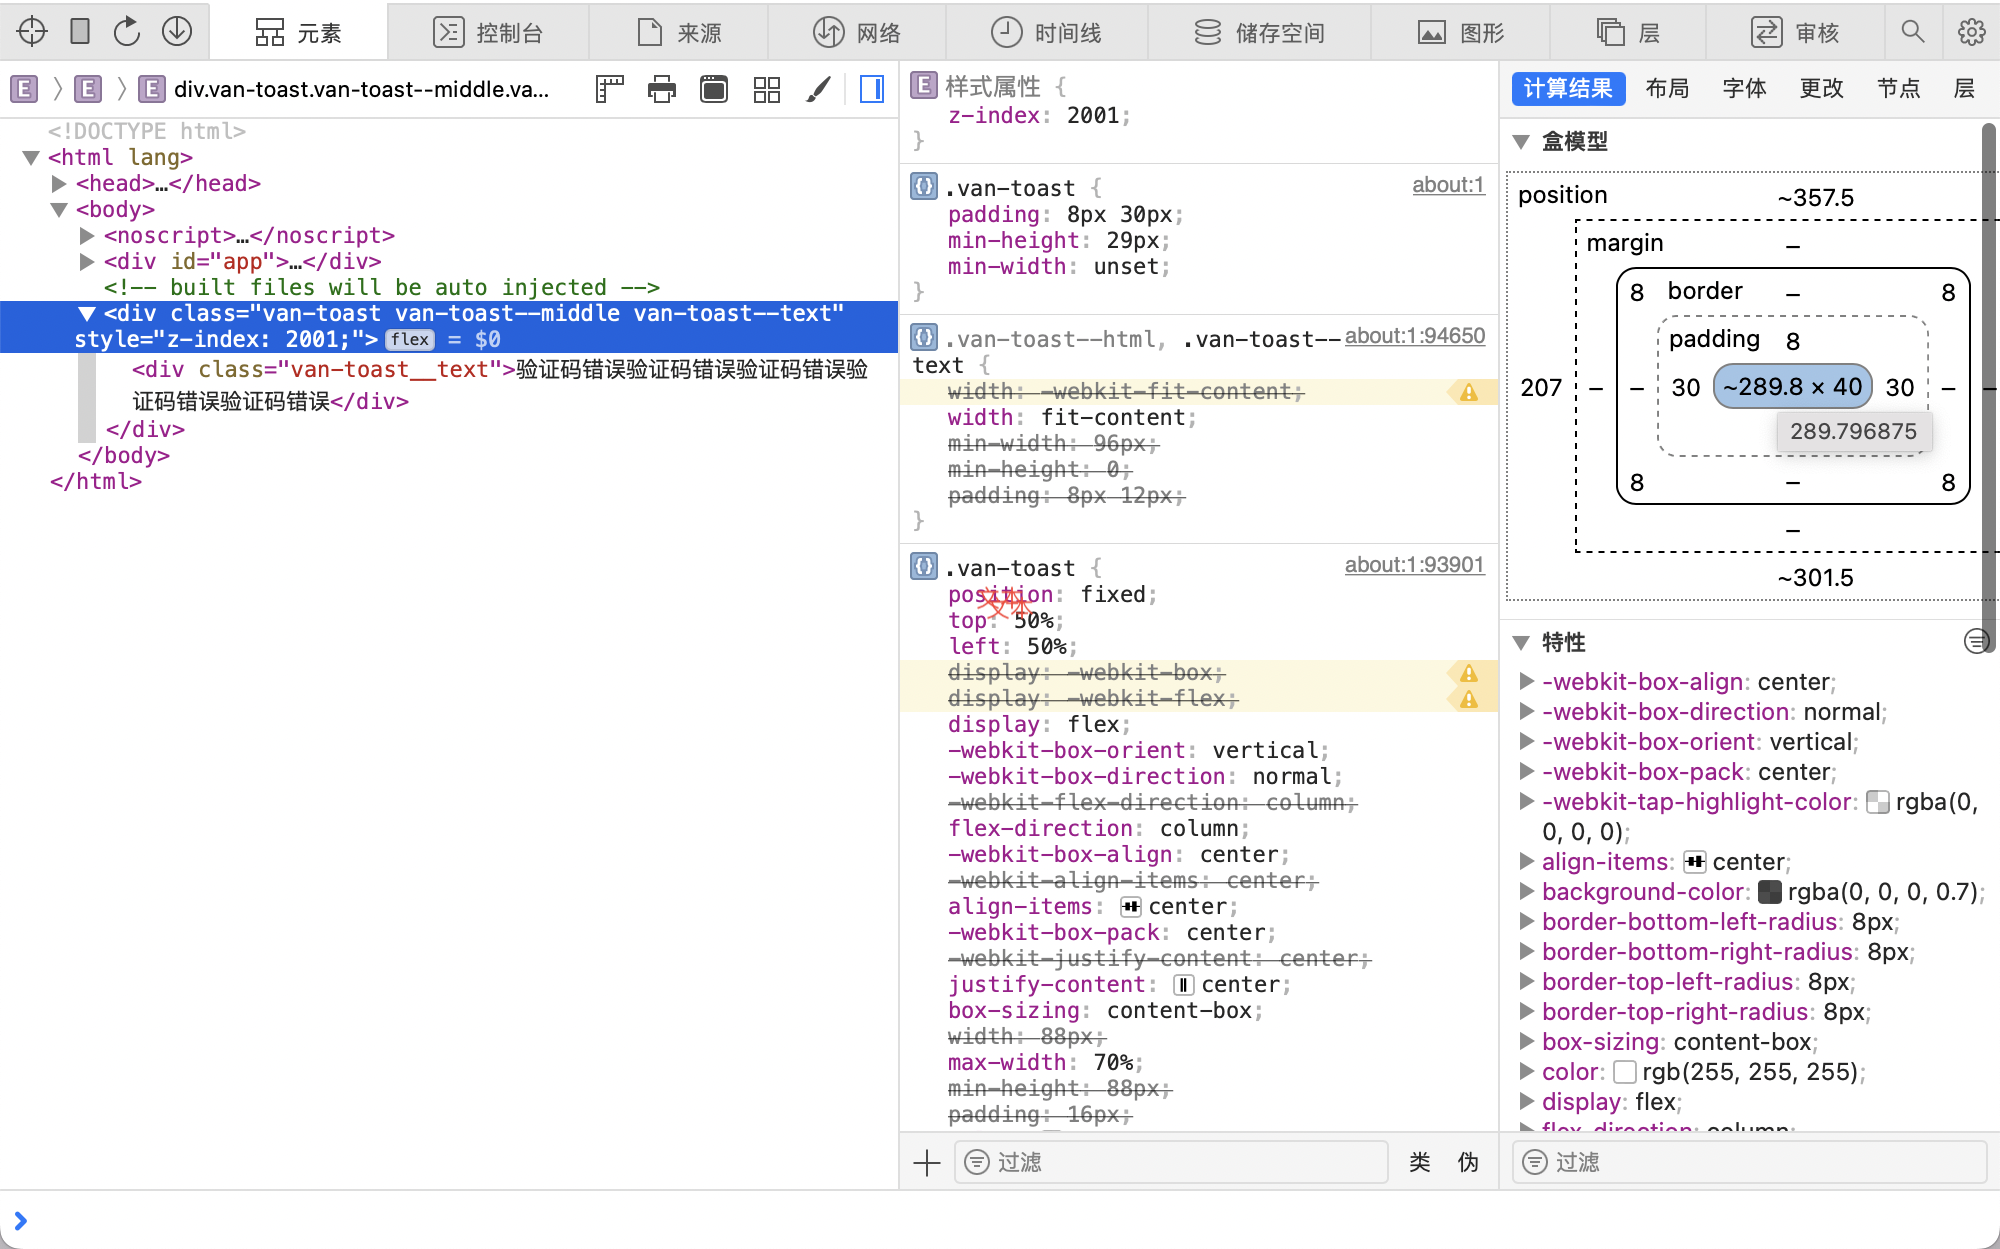 元素
控制台
来源
网络
时间线
储存空间
图形
层
审核
E
E
E div.van-toast.van-toast--middle.va...
<!DOCTYPE html>
<html lang>
<head>…</head>
<body>
<noscript>…</noscript>
<div id="app">…</div>
<!-- built files will be auto injected -->
<div class="van-toast van-toast--middle van-toast--text"
style="z-index: 2001;"> flex = $0
<div class="van-toast__text">验证码错误验证码错误验证码错误验
证码错误验证码错误</div>
</div>
</body>
</html>
E 样式属性 {
z-index: 2001;
}
.van-toast {
about:1
padding: 8px 30px;
min-height: 29px;
min-width: unset;
}
.van-toast--html, .van-toast--
about:1:94650
text {
width: -webkit-fit-content;
width: fit-content;
min-width: 96px;
min-height: 0;
padding: 8px 12px;
}
.van-toast {
about:1:93901
position: fixed;
文本
文本
top: 50%;
left: 50%;
display: -webkit-box;
display: -webkit-flex;
display: flex;
-webkit-box-orient: vertical;
-webkit-box-direction: normal;
-webkit-flex-direction: column;
flex-direction: column;
-webkit-box-align: center;
-webkit-align-items: center;
align-items: center;
-webkit-box-pack: center;
-webkit-justify-content: center;
justify-content: center;
box-sizing: content-box;
width: 88px;
max-width: 70%;
min-height: 88px;
padding: 16px;
过滤
类
伪
计算结果
布局
字体
更改
节点
层
盒模型
position
~357.5
margin
–
8 border – 8
padding 8
207 – – 30 ~289.8 × 40 30 – –
289.796875
8 – 8
–
~301.5
特性
-webkit-box-align: center;
-webkit-box-direction: normal;
-webkit-box-orient: vertical;
-webkit-box-pack: center;
-webkit-tap-highlight-color: rgba(0,
0, 0, 0);
align-items: center;
background-color: rgba(0, 0, 0, 0.7);
border-bottom-left-radius: 8px;
border-bottom-right-radius: 8px;
border-top-left-radius: 8px;
border-top-right-radius: 8px;
box-sizing: content-box;
color: rgb(255, 255, 255);
display: flex;
flex-direction: column;
过滤